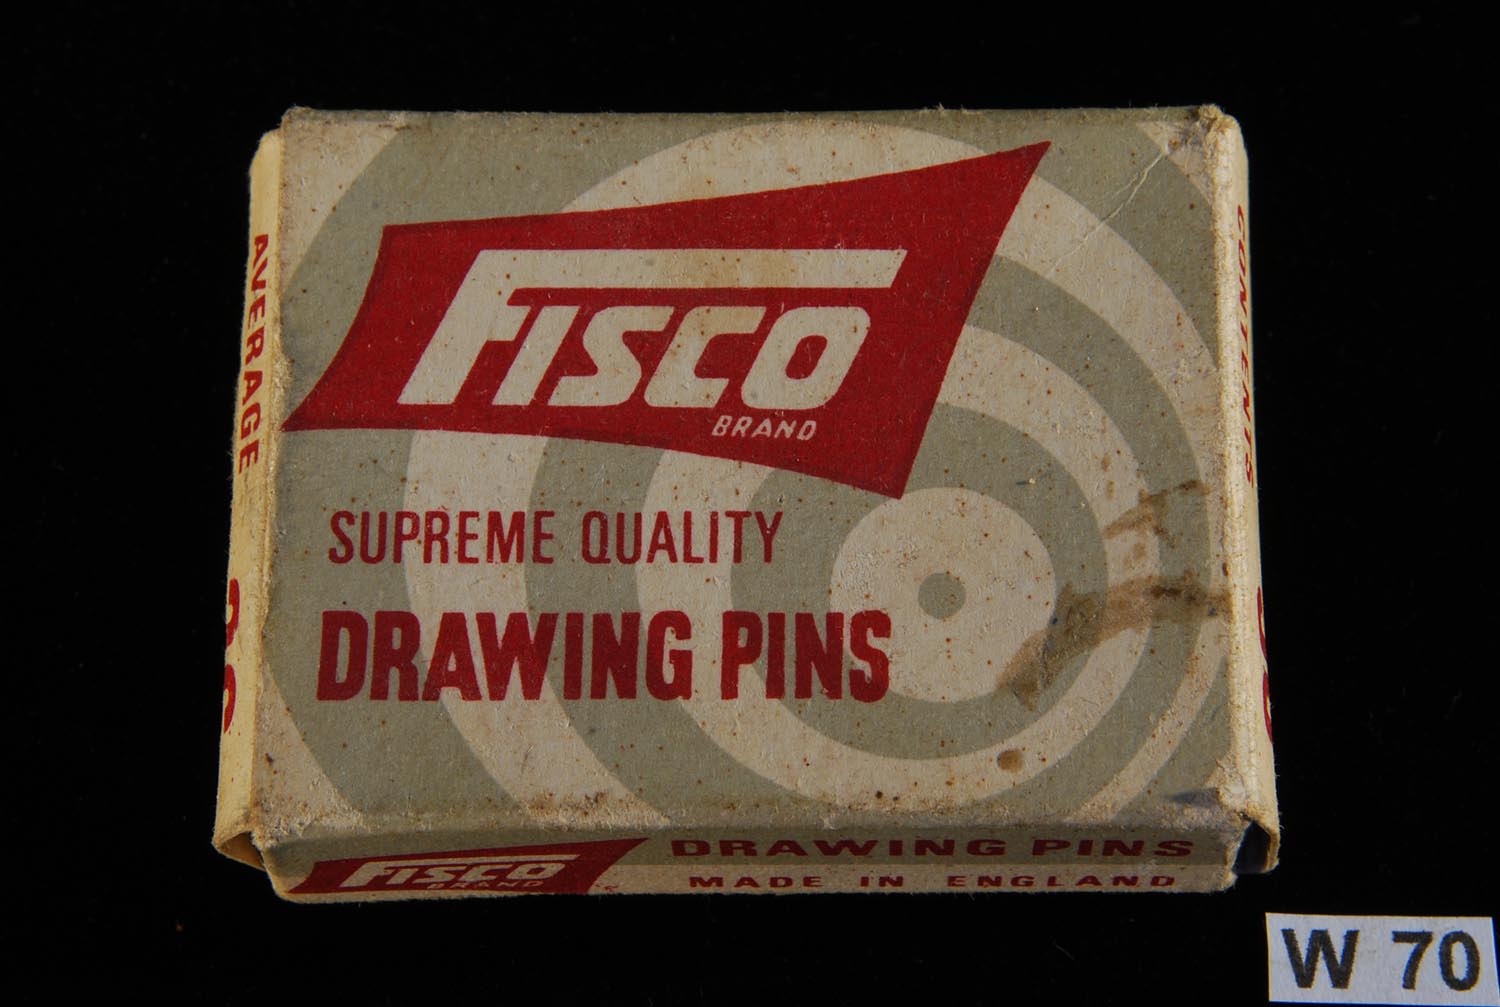 FISCO
BRAND
SUPREME QUALITY
DRAWING PINS
AVERAGE
CONTENTS
FISCO
BRAND
DRAWING PINS
MADE IN ENGLAND
W 70